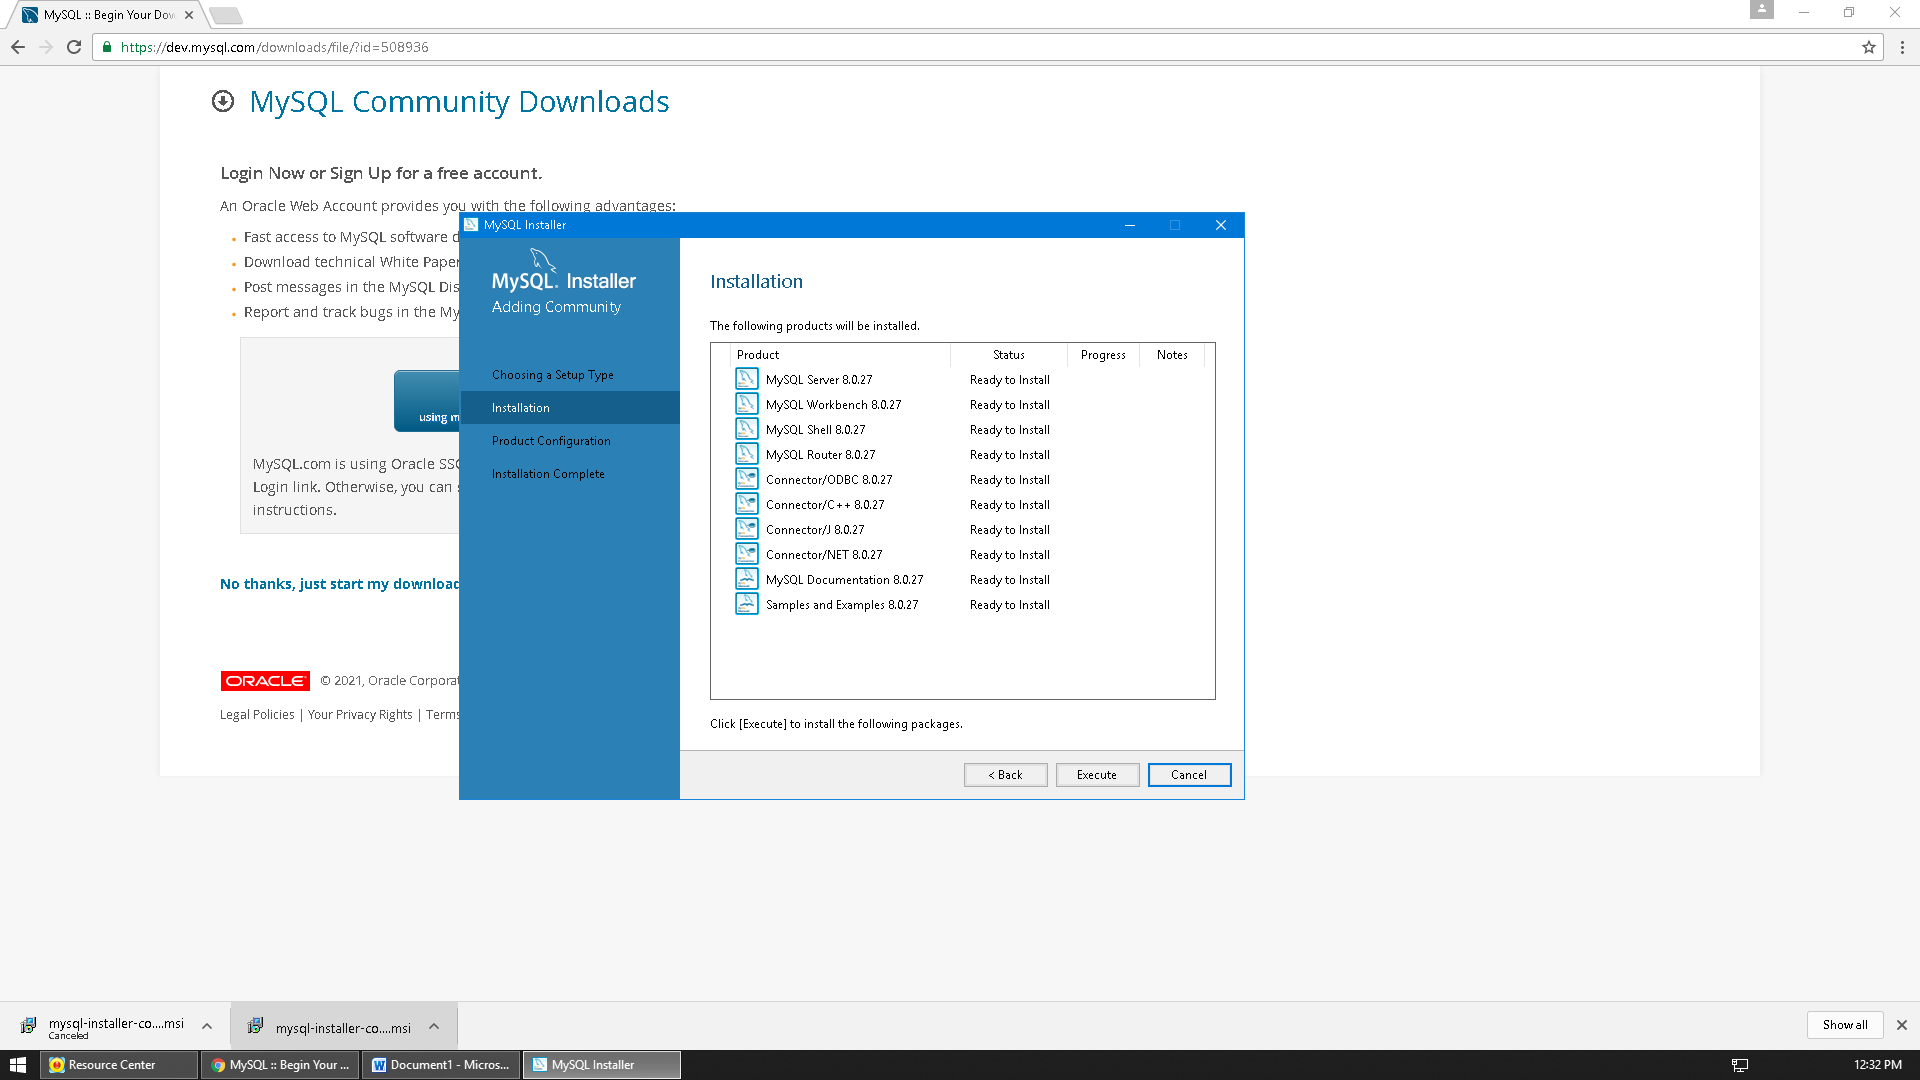 MySQL :: Begin Your Dow
https://dev.mysql.com/downloads/file/?id=508936
MySQL Community Downloads
Login Now or Sign Up for a free account.
An Oracle Web Account provides you with the following advantages:
Fast access to MySQL software d
Download technical White Paper
Post messages in the MySQL Dis
Report and track bugs in the My
using m
MySQL.com is using Oracle SSO
Login link. Otherwise, you can
instructions.
No thanks, just start my download
ORACLE
© 2021, Oracle Corporat
Legal Policies | Your Privacy Rights | Terms
MySQL Installer
MySQL. Installer
Adding Community
Choosing a Setup Type
Installation
Product Configuration
Installation Complete
Installation
The following products will be installed.
Product Status Progress Notes
MySQL Server 8.0.27 Ready to Install
MySQL Workbench 8.0.27 Ready to Install
MySQL Shell 8.0.27 Ready to Install
MySQL Router 8.0.27 Ready to Install
Connector/ODBC 8.0.27 Ready to Install
Connector/C++ 8.0.27 Ready to Install
Connector/J 8.0.27 Ready to Install
Connector/NET 8.0.27 Ready to Install
MySQL Documentation 8.0.27 Ready to Install
Samples and Examples 8.0.27 Ready to Install
Click [Execute] to install the following packages.
< Back Execute Cancel
mysql-installer-co....msi
Canceled
mysql-installer-co....msi
Show all
Resource Center
MySQL :: Begin Your ...
Document1 - Micros...
MySQL Installer
12:32 PM